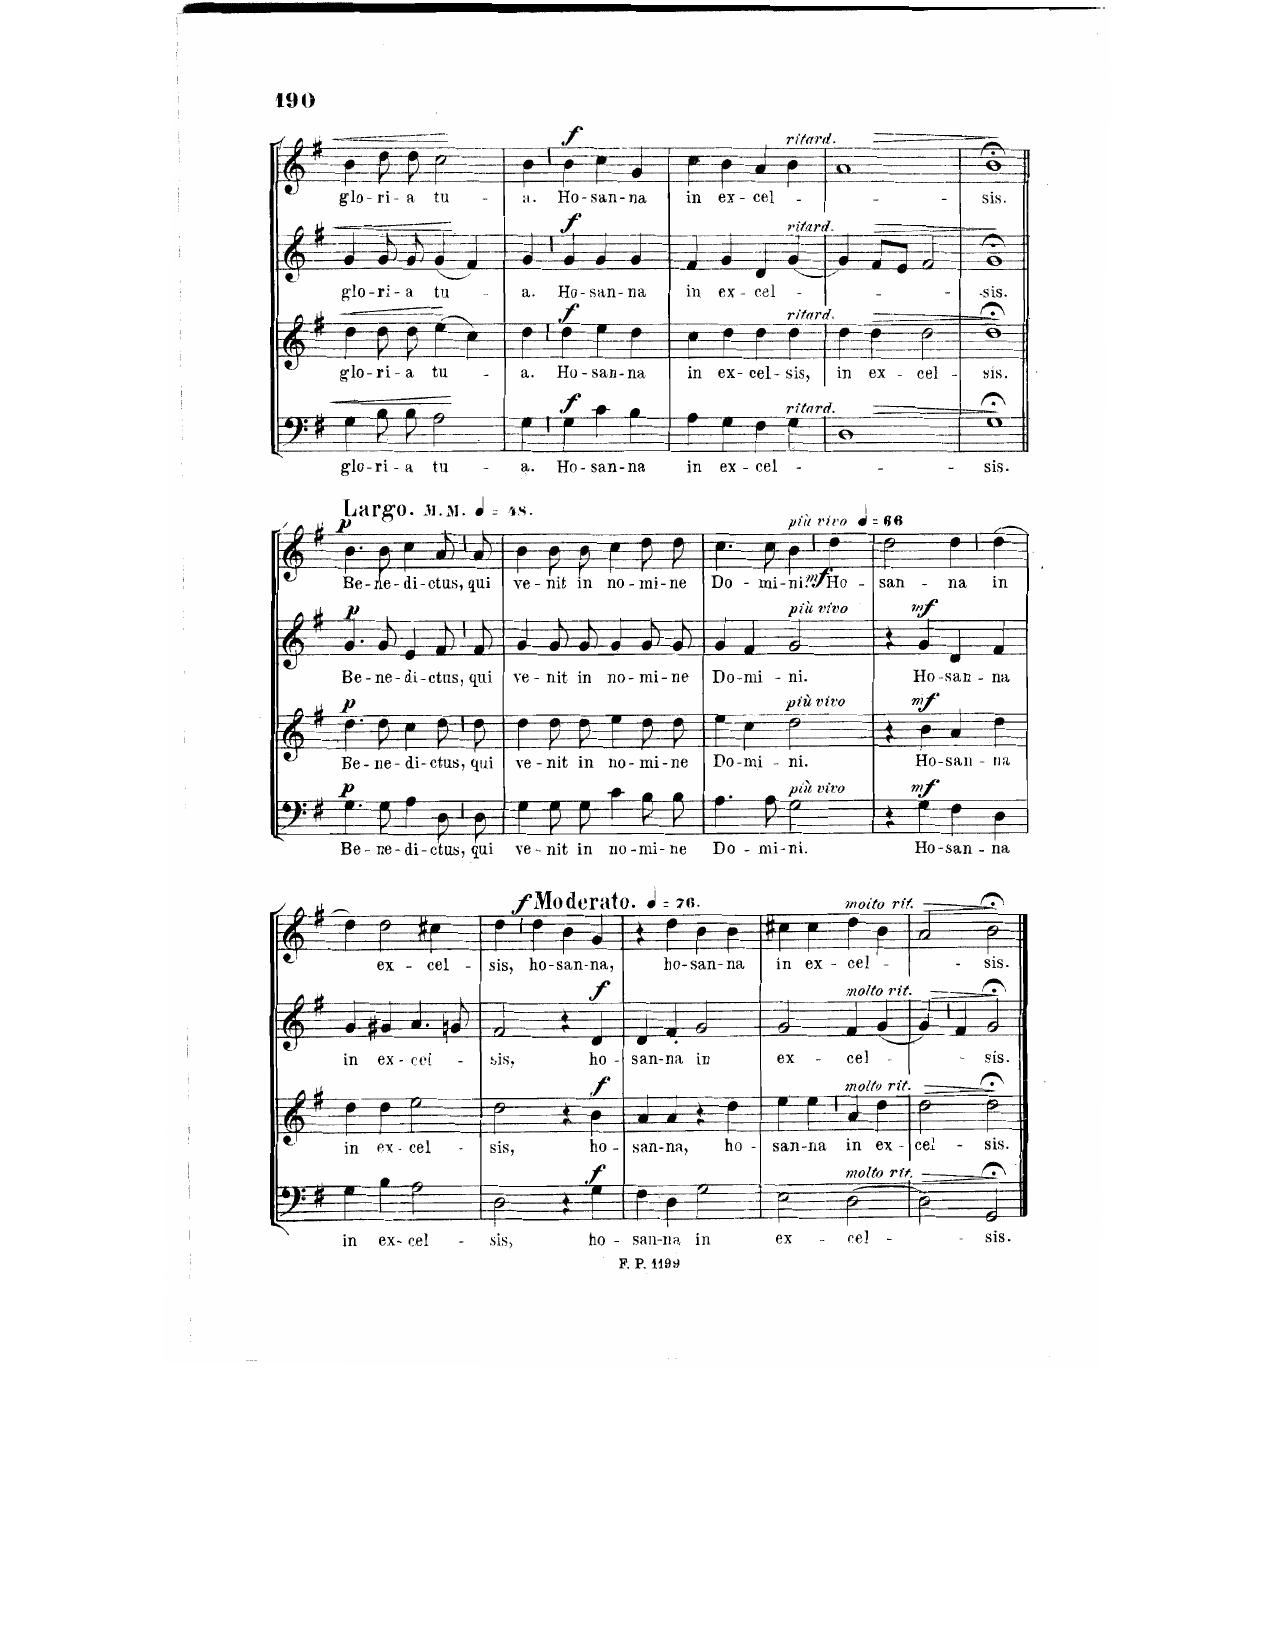 190
f ritard.
glo-ri-a tu - a. Ho-san-na in ex-cel - - - sis.
f ritard.
glo-ri-a tu - a. Ho-san-na in ex-cel - - - sis.
f ritard.
glo-ri-a tu - a. Ho-san-na in ex-cel-sis, in ex-cel - sis.
f ritard.
glo-ri-a tu - a. Ho-san-na in ex-cel - - - sis.
Largo. M.M. ♩ = 48.
p più vivo ♩ = 66
Be-ne-di-ctus, qui ve-nit in no-mi-ne Do-mi-ni. mf Ho - san - na in
p più vivo mf
Be-ne-di-ctus, qui ve-nit in no-mi-ne Do-mi-ni. Ho-san-na
p più vivo mf
Be-ne-di-ctus, qui ve-nit in no-mi-ne Do-mi-ni. Ho-san-na
p più vivo mf
Be-ne-di-ctus, qui ve-nit in no-mi-ne Do-mi-ni. Ho-san-na
f Moderato. ♩ = 76. molto rit.
ex - cel - sis, ho-san-na, ho-san-na in ex-cel - - sis.
f molto rit.
in ex-cel - sis, ho-san-na in ex - cel - - sis.
f molto rit.
in ex-cel - sis, ho-san-na, ho-san-na in ex-cel - sis.
f molto rit.
in ex-cel - sis, ho-san-na in ex - cel - - sis.
F. P. 1199